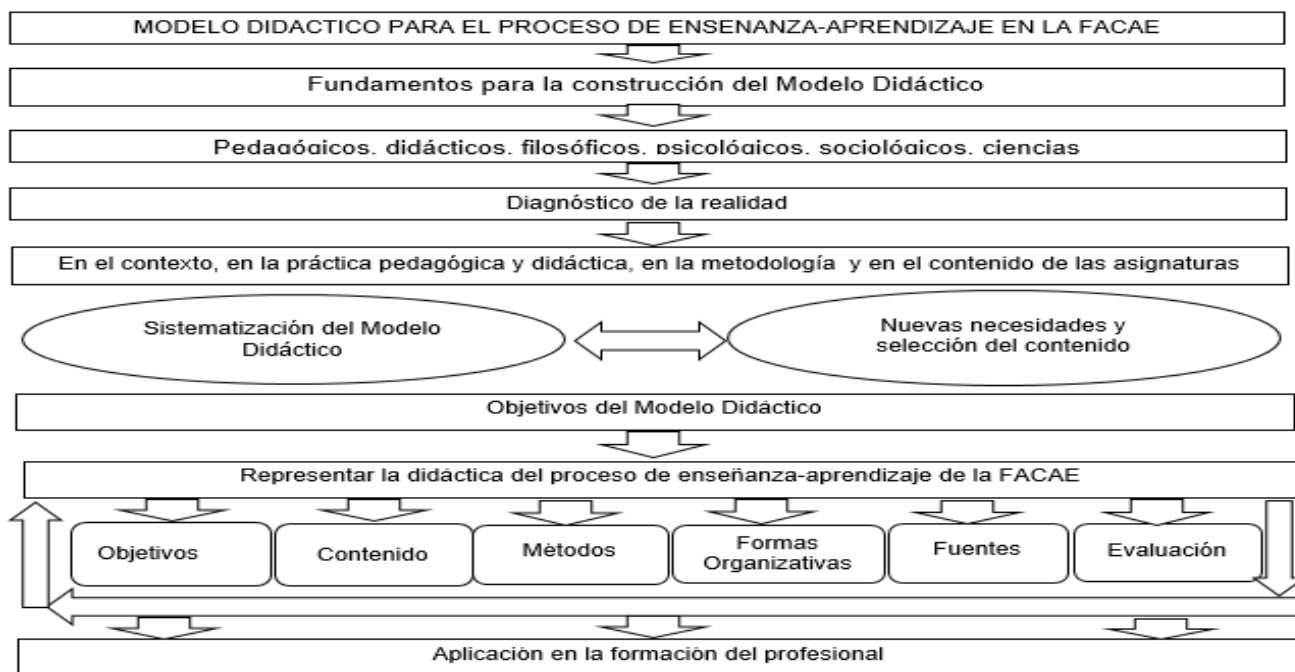 MODELO DIDACTICO PARA EL PROCESO DE ENSEÑANZA-APRENDIZAJE EN LA FACAE
Fundamentos para la construcción del Modelo Didáctico
Pedagógicos, didácticos, filosóficos, psicológicos, sociológicos, ciencias
Diagnóstico de la realidad
En el contexto, en la práctica pedagógica y didáctica, en la metodología y en el contenido de las asignaturas
Sistematización del Modelo
Didáctico
Nuevas necesidades y
selección del contenido
Objetivos del Modelo Didáctico
Representar la didáctica del proceso de enseñanza-aprendizaje de la FACAE
Objetivos
Contenido
Métodos
Formas
Organizativas
Fuentes
Evaluación
Aplicación en la formación del profesional